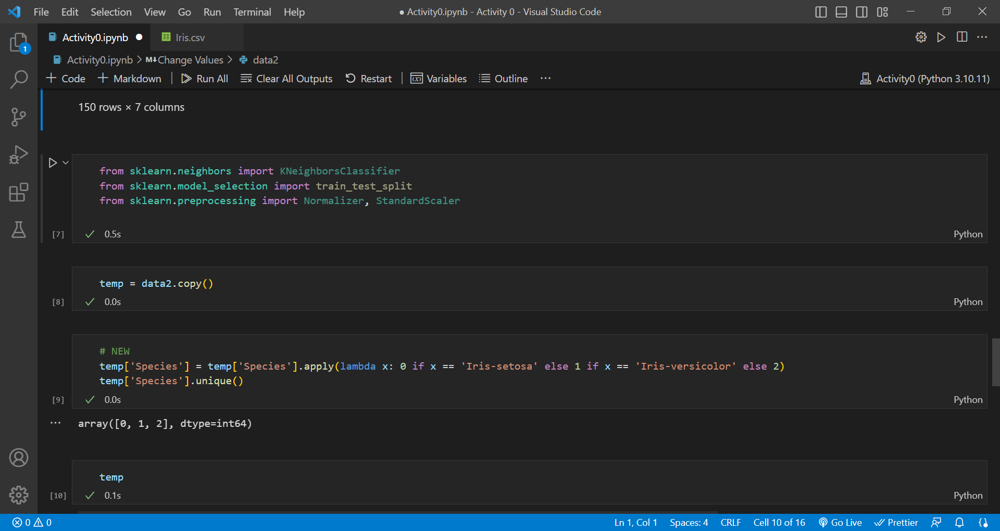 File Edit Selection View Go Run Terminal Help
● Activity0.ipynb - Activity 0 - Visual Studio Code
Activity0.ipynb ●
Iris.csv
1
Activity0.ipynb > M↓Change Values > data2
+ Code + Markdown | Run All Clear All Outputs Restart | Variables Outline ···
Activity0 (Python 3.10.11)
150 rows × 7 columns
from sklearn.neighbors import KNeighborsClassifier
from sklearn.model_selection import train_test_split
from sklearn.preprocessing import Normalizer, StandardScaler
[7] ✓ 0.5s Python
temp = data2.copy()
[8] ✓ 0.0s Python
# NEW
temp['Species'] = temp['Species'].apply(lambda x: 0 if x == 'Iris-setosa' else 1 if x == 'Iris-versicolor' else 2)
temp['Species'].unique()
[9] ✓ 0.0s Python
··· array([0, 1, 2], dtype=int64)
temp
[10] ✓ 0.1s Python
0 0 Ln 1, Col 1 Spaces: 4 CRLF Cell 10 of 16 Go Live Prettier